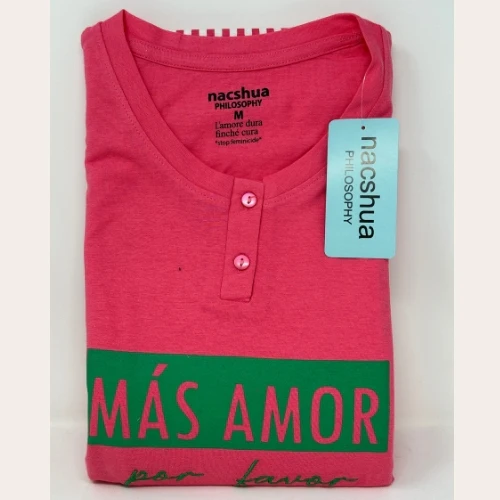 nacshua
PHILOSOPHY
M
L'amore dura
finché cura
"stop femminicide"
.nacshua
PHILOSOPHY
MÁS AMOR
por favor